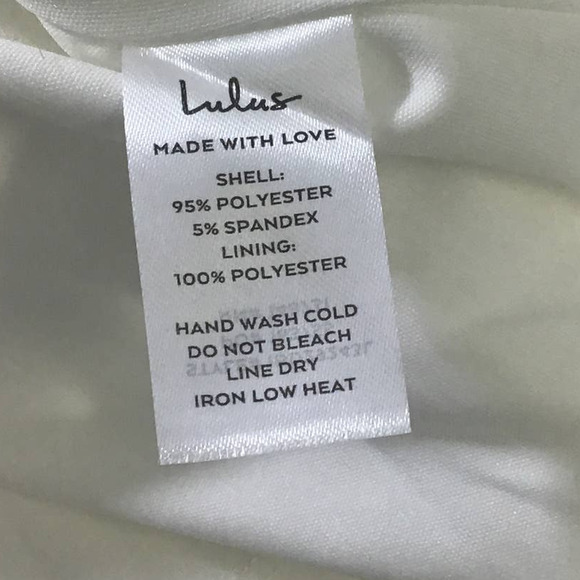 Lulus
MADE WITH LOVE
SHELL:
95% POLYESTER
5% SPANDEX
LINING:
100% POLYESTER
HAND WASH COLD
DO NOT BLEACH
LINE DRY
IRON LOW HEAT